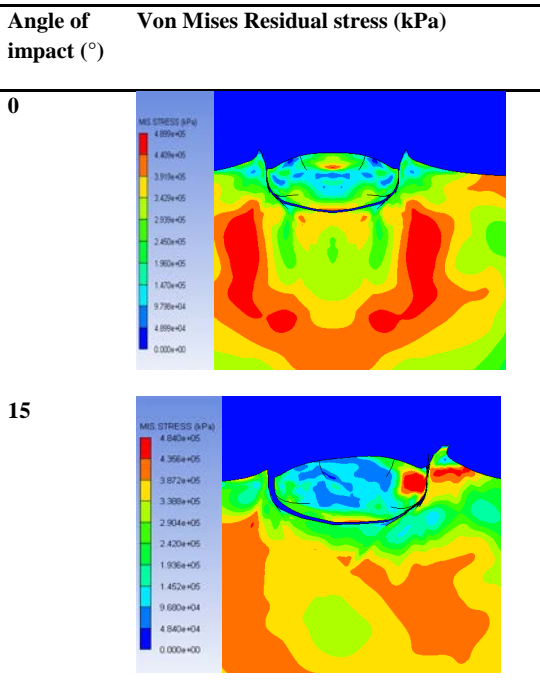 Angle of Von Mises Residual stress (kPa)
impact (°)
0
MIS.STRESS (kPa)
4.899e+05
4.409e+05
3.919e+05
3.429e+05
2.939e+05
2.450e+05
1.960e+05
1.470e+05
9.798e+04
4.899e+04
0.000e+00
15
MIS.STRESS (kPa)
4.840e+05
4.356e+05
3.872e+05
3.388e+05
2.904e+05
2.420e+05
1.936e+05
1.452e+05
9.680e+04
4.840e+04
0.000e+00